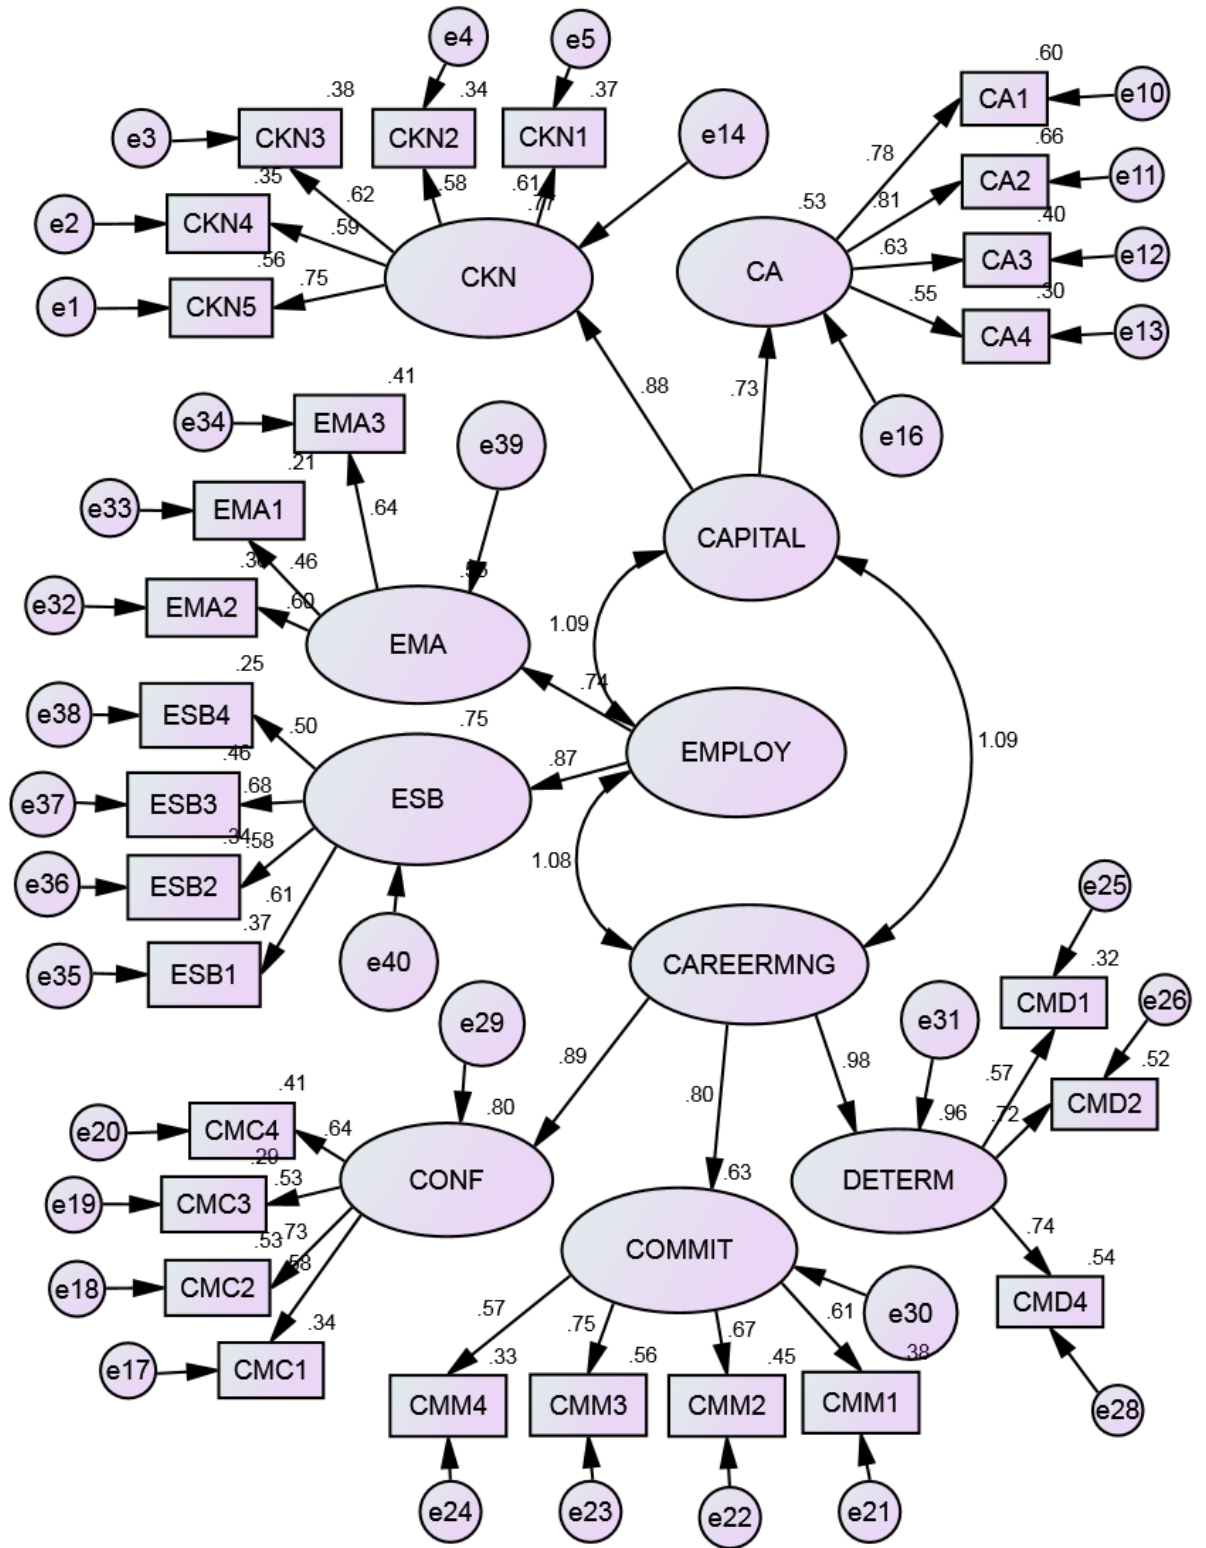 e4
e5
.60
.38
.34
.37
CA1
e10
e3
CKN3
CKN2
CKN1
e14
.66
.78
.35
.62
.58
.61
CA2
e11
.53
.81
.40
e2
CKN4
.59
.63
CA3
e12
.56
CKN
CA
.30
.75
.55
e1
CKN5
CA4
e13
.88
.73
.41
e34
EMA3
e39
e16
.21
e33
EMA1
.64
CAPITAL
.46
e32
EMA2
.60
1.09
EMA
.25
.74
e38
ESB4
.50
.75
EMPLOY
1.09
.46
.87
e37
ESB3
.68
ESB
.34
.58
1.08
e36
ESB2
.61
e25
.37
e35
ESB1
e40
CAREERMNG
.32
e29
e31
CMD1
e26
.89
.98
.57
.52
.41
.80
.80
.96
.72
CMD2
e20
CMC4
.64
.29
.53
CONF
.63
DETERM
e19
CMC3
.73
.53
.58
COMMIT
.74
.54
e18
CMC2
e30
CMD4
.34
.57
.75
.67
.61
e17
CMC1
.33
.56
.45
.38
CMM4
CMM3
CMM2
CMM1
e28
e24
e23
e22
e21